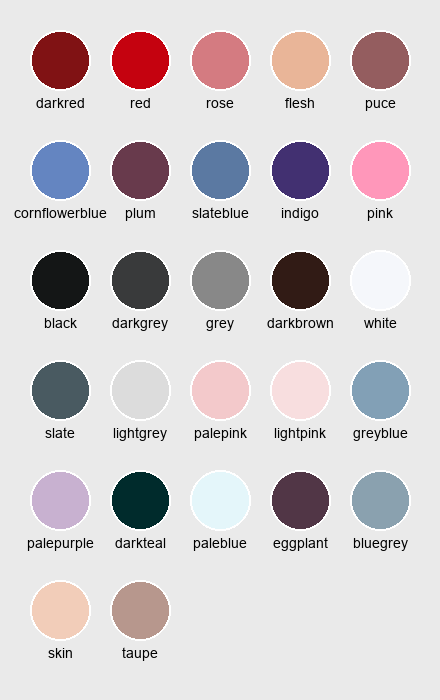 darkred red rose flesh puce
cornflowerblue plum slateblue indigo pink
black darkgrey grey darkbrown white
slate lightgrey palepink lightpink greyblue
palepurple darkteal paleblue eggplant bluegrey
skin taupe